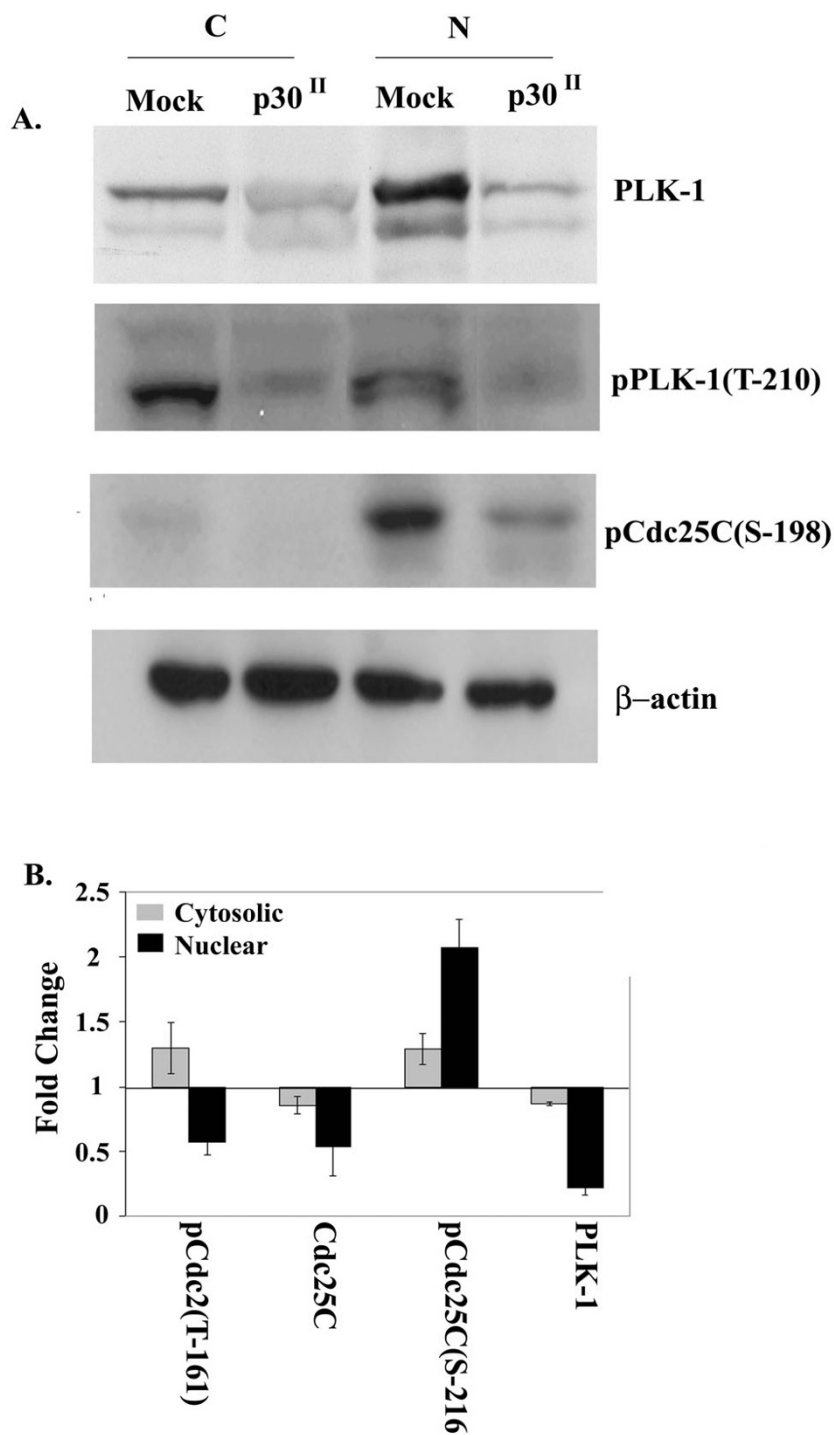 C N
Mock p30 II Mock p30 II
A.
PLK-1
pPLK-1(T-210)
pCdc25C(S-198)
β-actin
B.
2.5
2
1.5
1
0.5
0
Fold Change
Cytosolic
Nuclear
pCdc2(T-161)
Cdc25C
pCdc25C(S-216
PLK-1